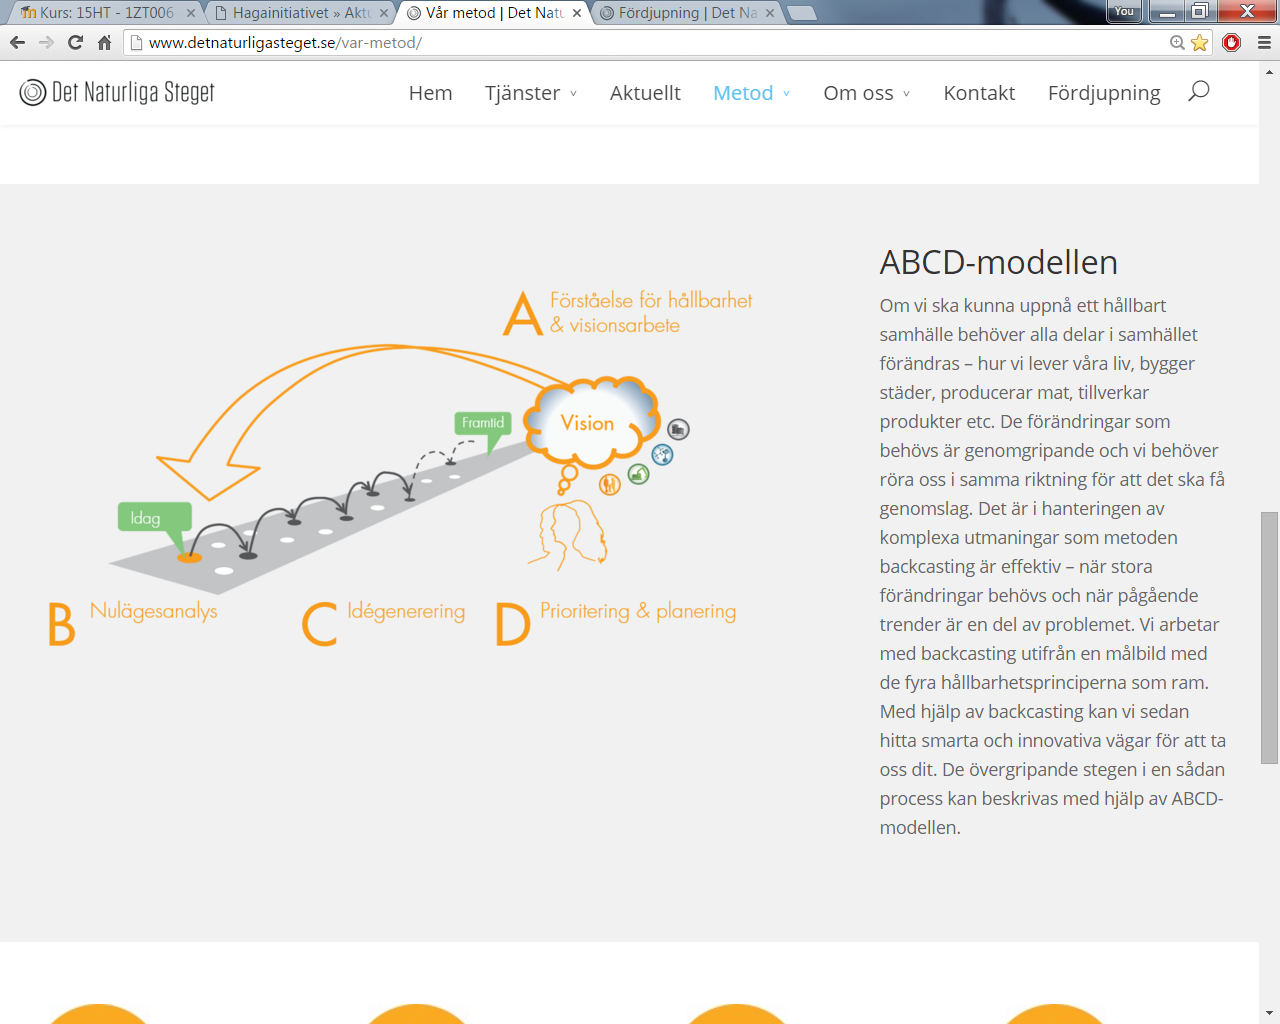 Kurs: 15HT - 1ZT006
Hagainitiativet » Aktu
Vår metod | Det Natu
Fördjupning | Det Na
You
www.detnaturligasteget.se/var-metod/
Det Naturliga Steget
Hem Tjänster Aktuellt Metod Om oss Kontakt Fördjupning
A Förståelse för hållbarhet
& visionsarbete
Vision
Framtid
Idag
B Nulägesanalys
C Idégenerering
D Prioritering & planering
ABCD-modellen
Om vi ska kunna uppnå ett hållbart
samhälle behöver alla delar i samhället
förändras – hur vi lever våra liv, bygger
städer, producerar mat, tillverkar
produkter etc. De förändringar som
behövs är genomgripande och vi behöver
röra oss i samma riktning för att det ska få
genomslag. Det är i hanteringen av
komplexa utmaningar som metoden
backcasting är effektiv – när stora
förändringar behövs och när pågående
trender är en del av problemet. Vi arbetar
med backcasting utifrån en målbild med
de fyra hållbarhetsprinciperna som ram.
Med hjälp av backcasting kan vi sedan
hitta smarta och innovativa vägar för att ta
oss dit. De övergripande stegen i en sådan
process kan beskrivas med hjälp av ABCD-
modellen.